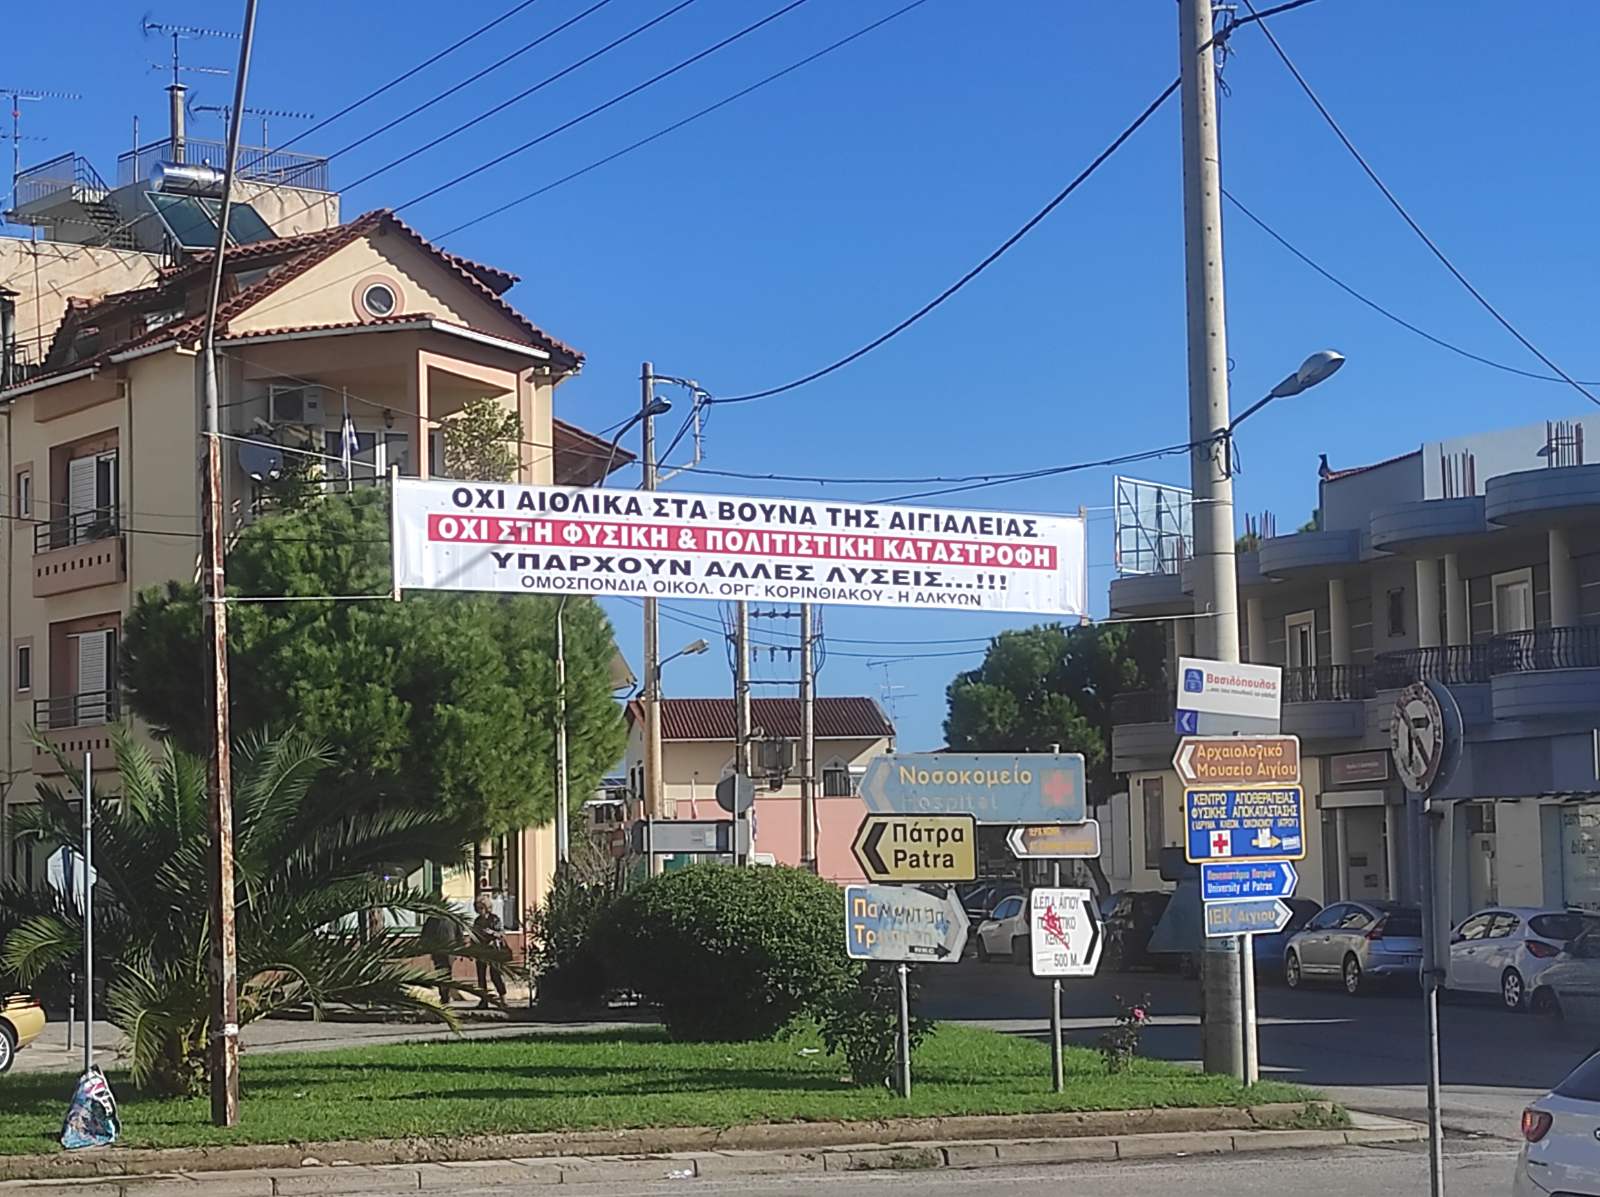 ΟΧΙ ΑΙΟΛΙΚΑ ΣΤΑ ΒΟΥΝΑ ΤΗΣ ΑΙΓΙΑΛΕΙΑΣ
ΟΧΙ ΣΤΗ ΦΥΣΙΚΗ & ΠΟΛΙΤΙΣΤΙΚΗ ΚΑΤΑΣΤΡΟΦΗ
ΥΠΑΡΧΟΥΝ ΑΛΛΕΣ ΛΥΣΕΙΣ...!!!
ΟΜΟΣΠΟΝΔΙΑ ΟΙΚΟΛ. ΟΡΓ. ΚΟΡΙΝΘΙΑΚΟΥ - Η ΑΛΚΥΩΝ
Βασιλόπουλος
Αρχαιολογικό
Μουσείο Αιγίου
ΚΕΝΤΡΟ ΑΠΟΘΕΡΑΠΕΙΑΣ
ΦΥΣΙΚΗΣ ΑΠΟΚΑΤΑΣΤΑΣΗΣ
Πανεπιστήμιο Πατρών
University of Patras
ΙΕΚ Αιγίου
Νοσοκομείο
Hospital
Πάτρα
Patra
ΔΕΠΑ ΑΙΓΙΟΥ
ΚΕΝΤΡΟ
500 Μ.